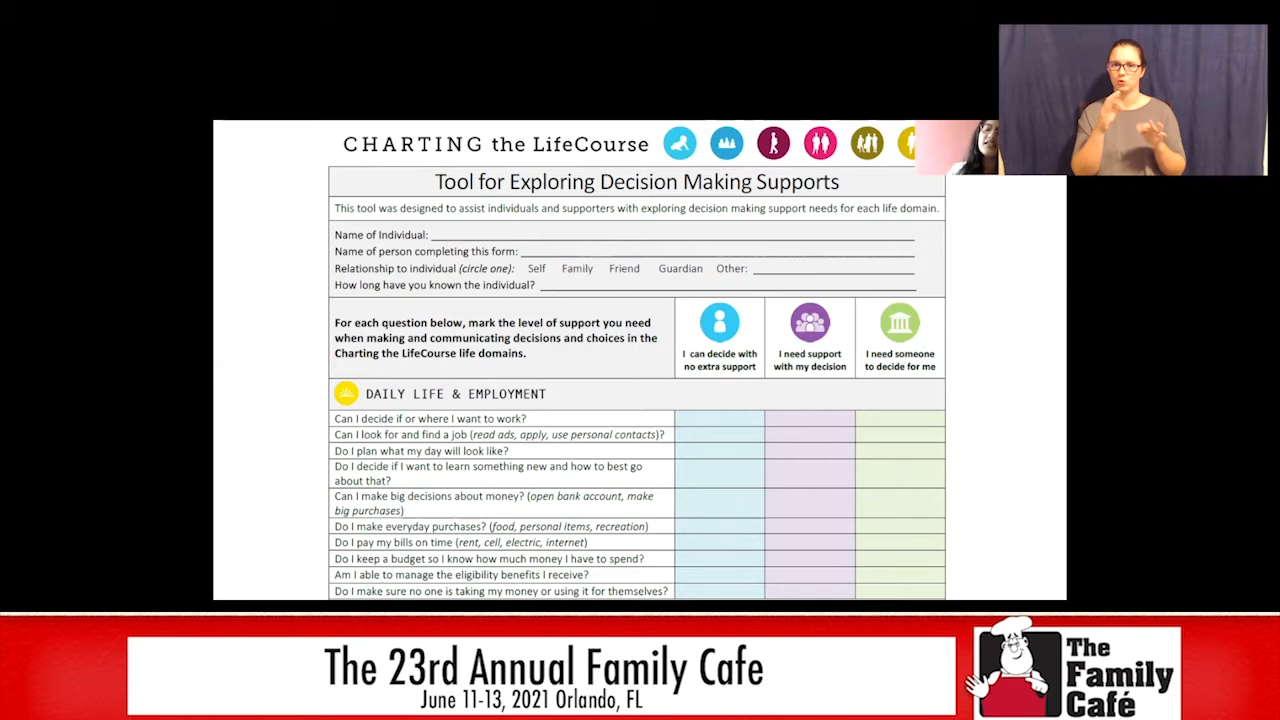 CHARTING the LifeCourse
Tool for Exploring Decision Making Supports
This tool was designed to assist individuals and supporters with exploring decision making support needs for each life domain.
Name of Individual:
Name of person completing this form:
Relationship to individual (circle one): Self Family Friend Guardian Other:
How long have you known the individual?
For each question below, mark the level of support you need
when making and communicating decisions and choices in the
Charting the LifeCourse life domains.
I can decide with
no extra support
I need support
with my decision
I need someone
to decide for me
DAILY LIFE & EMPLOYMENT
Can I decide if or where I want to work?
Can I look for and find a job (read ads, apply, use personal contacts)?
Do I plan what my day will look like?
Do I decide if I want to learn something new and how to best go
about that?
Can I make big decisions about money? (open bank account, make
big purchases)
Do I make everyday purchases? (food, personal items, recreation)
Do I pay my bills on time (rent, cell, electric, internet)
Do I keep a budget so I know how much money I have to spend?
Am I able to manage the eligibility benefits I receive?
Do I make sure no one is taking my money or using it for themselves?
The 23rd Annual Family Cafe
June 11-13, 2021 Orlando, FL
The
Family
Café